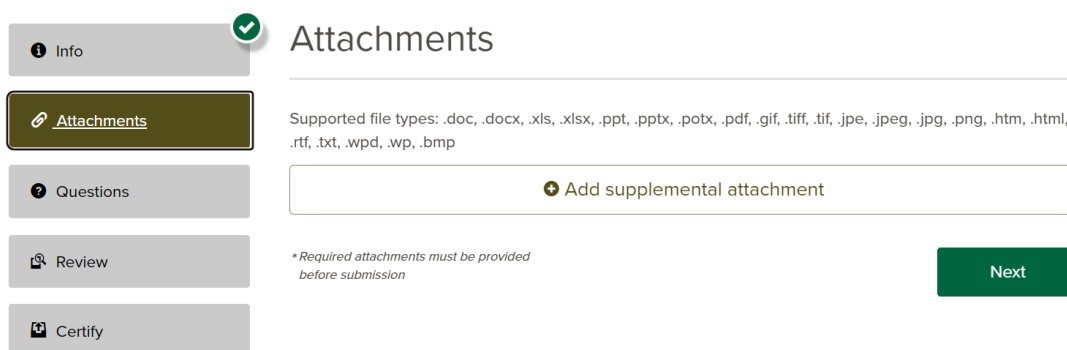 Info
Attachments
Questions
Review
Certify
Attachments
Supported file types: .doc, .docx, .xls, .xlsx, .ppt, .pptx, .potx, .pdf, .gif, .tiff, .tif, .jpe, .jpeg, .jpg, .png, .htm, .html,
.rtf, .txt, .wpd, .wp, .bmp
Add supplemental attachment
* Required attachments must be provided
before submission
Next